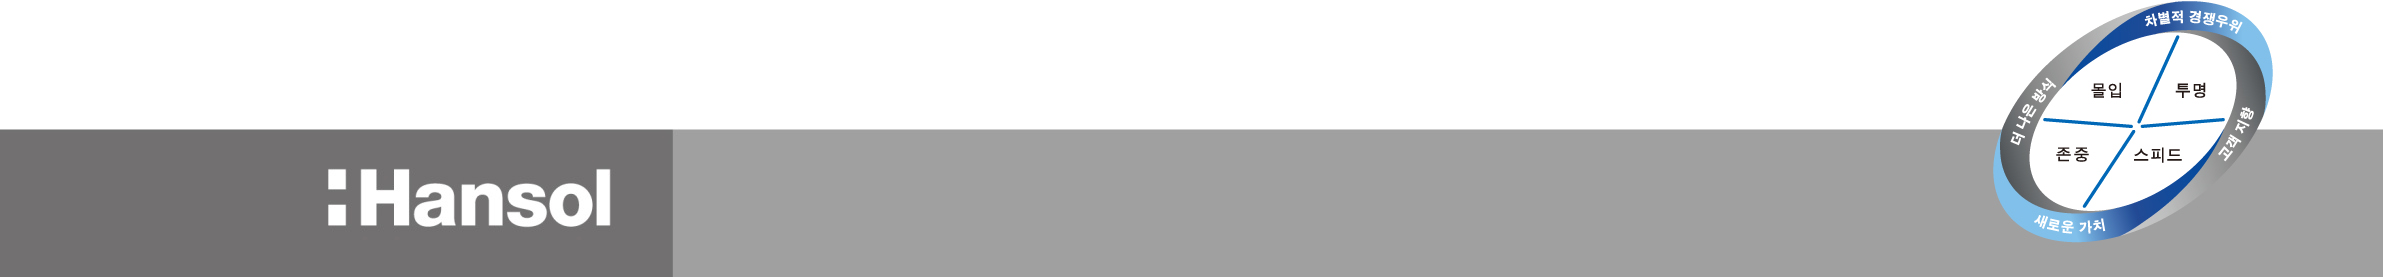 차별적 경쟁우위
더 나은 방식
몰입
투명
고객 지향
존중
스피드
Hansol
새로운 가치